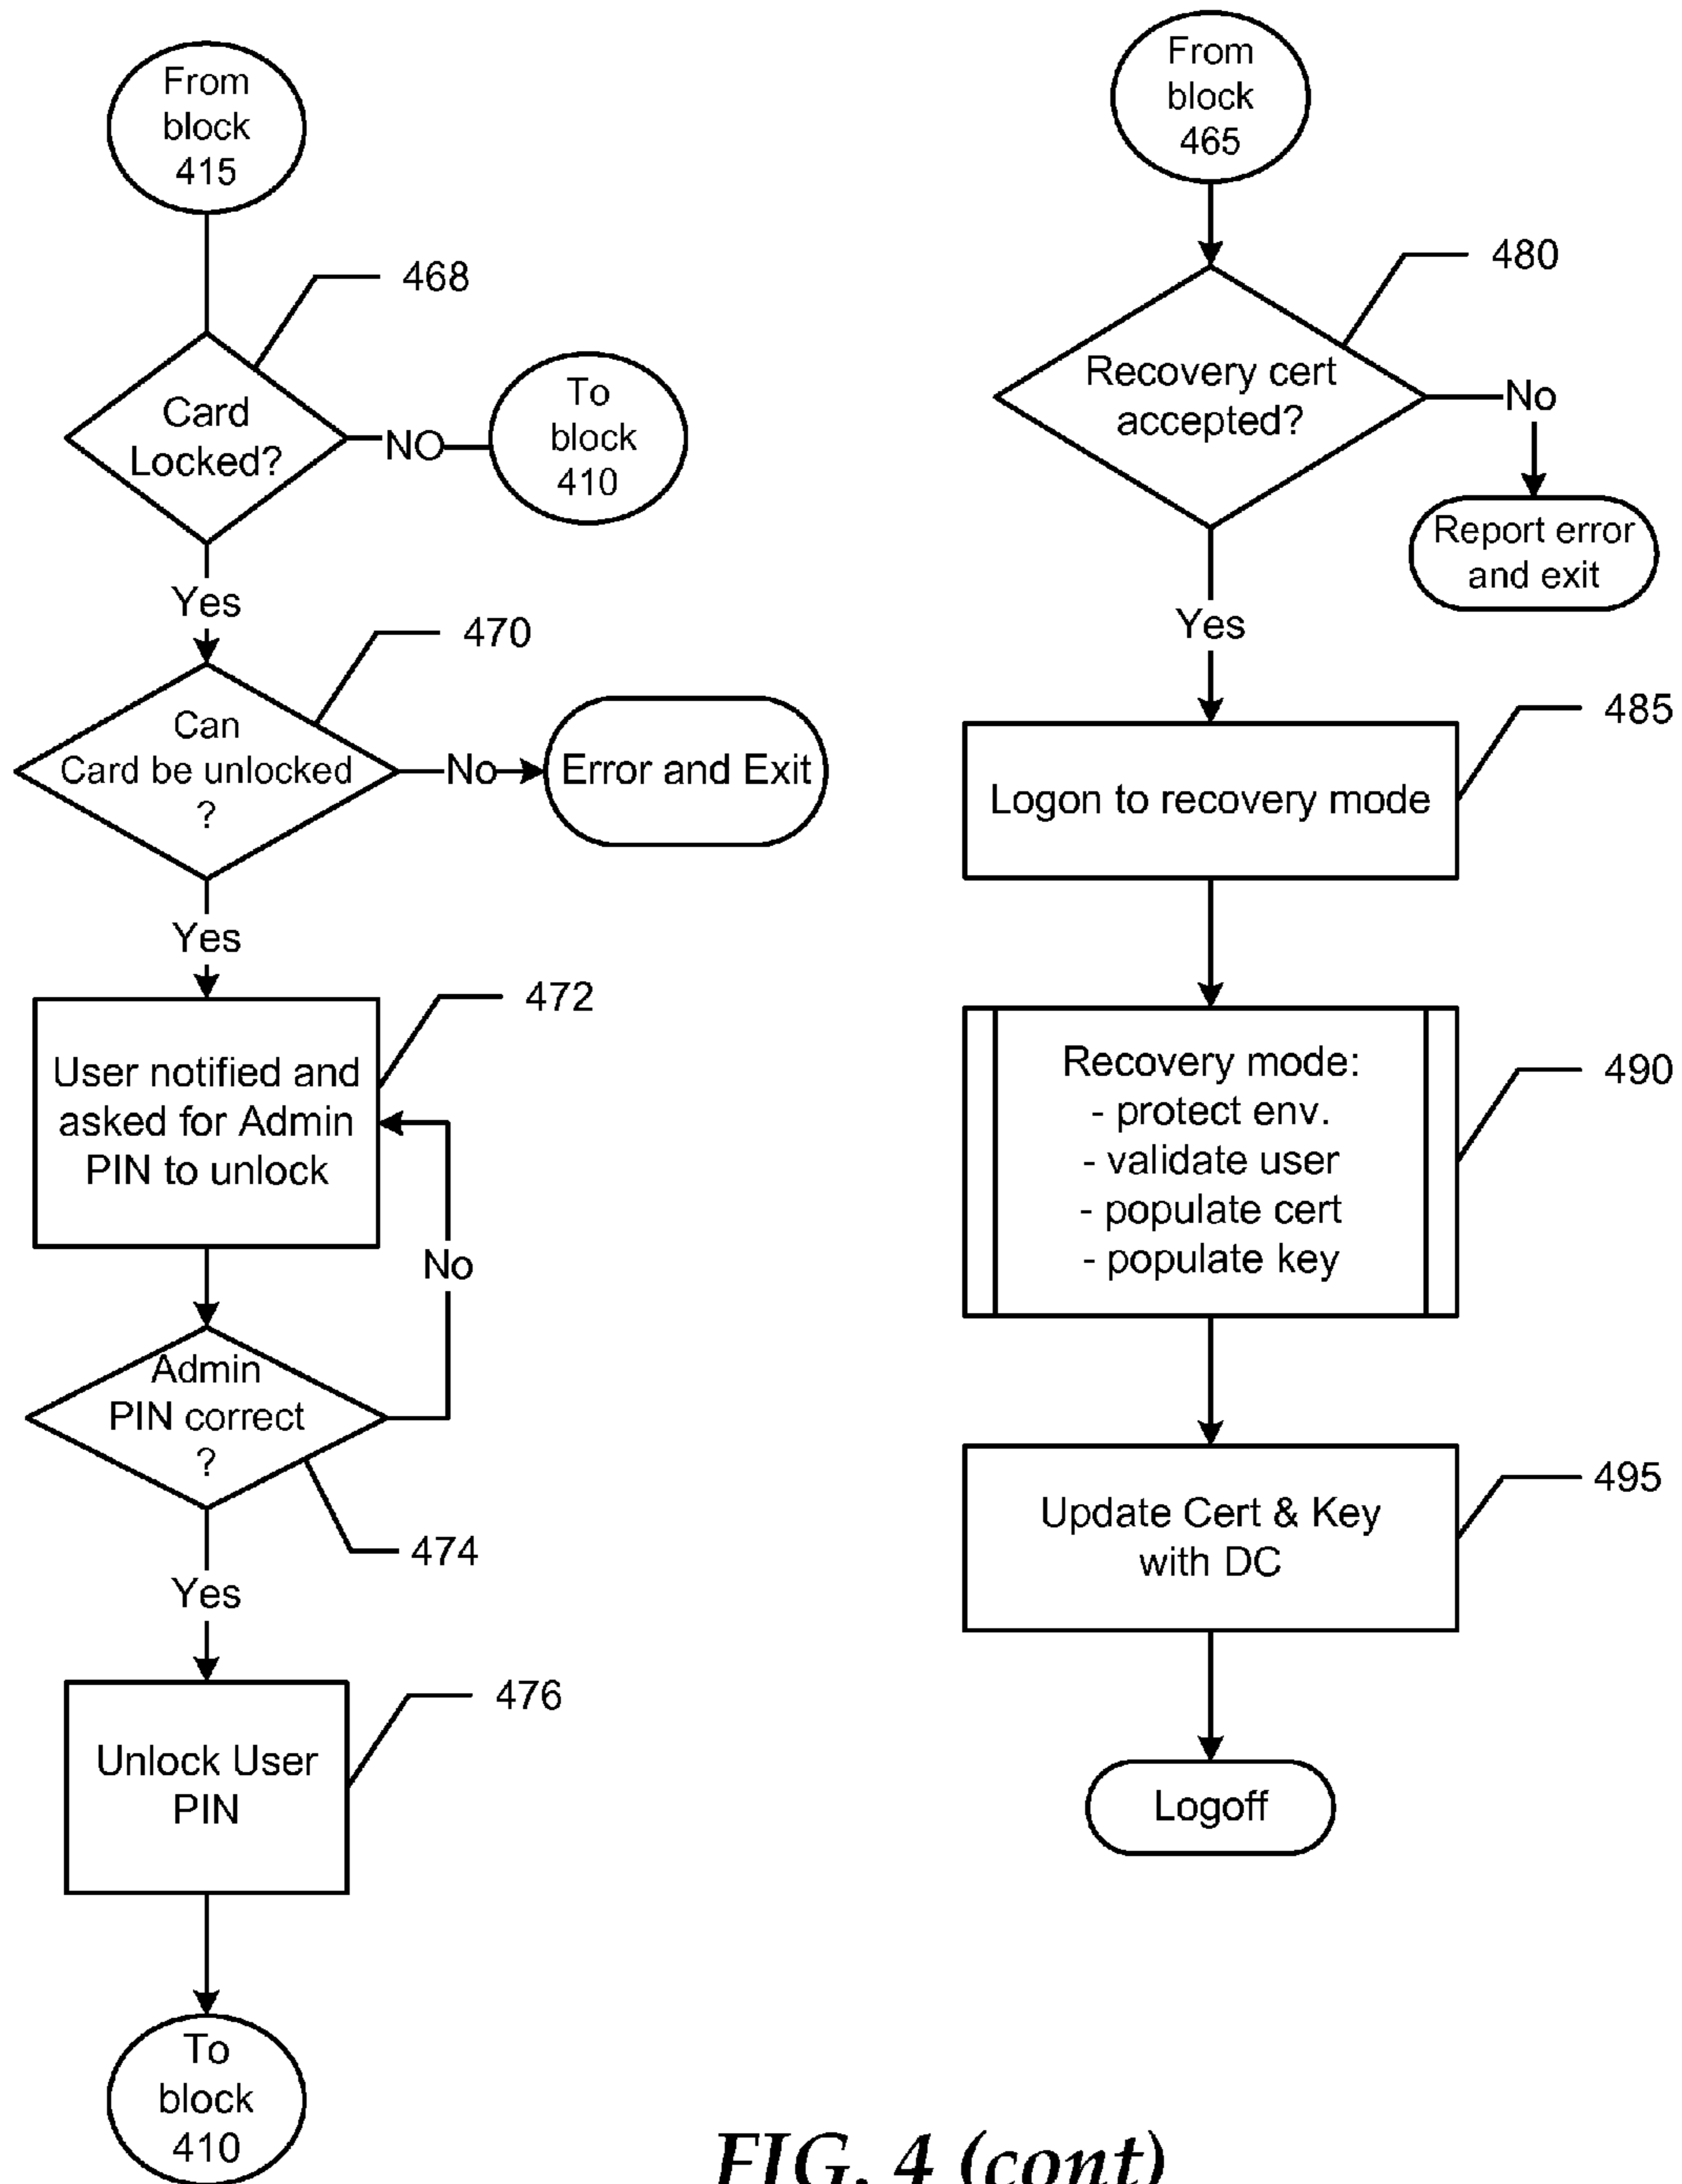 From
block
415
468
Card
Locked?
NO
To
block
410
Yes
470
Can
Card be unlocked
?
No
Error and Exit
Yes
472
User notified and
asked for Admin
PIN to unlock
No
Admin
PIN correct
?
474
Yes
476
Unlock User
PIN
To
block
410
From
block
465
480
Recovery cert
accepted?
No
Report error
and exit
Yes
485
Logon to recovery mode
490
Recovery mode:
- protect env.
- validate user
- populate cert
- populate key
495
Update Cert & Key
with DC
Logoff
FIG. 4 (cont)